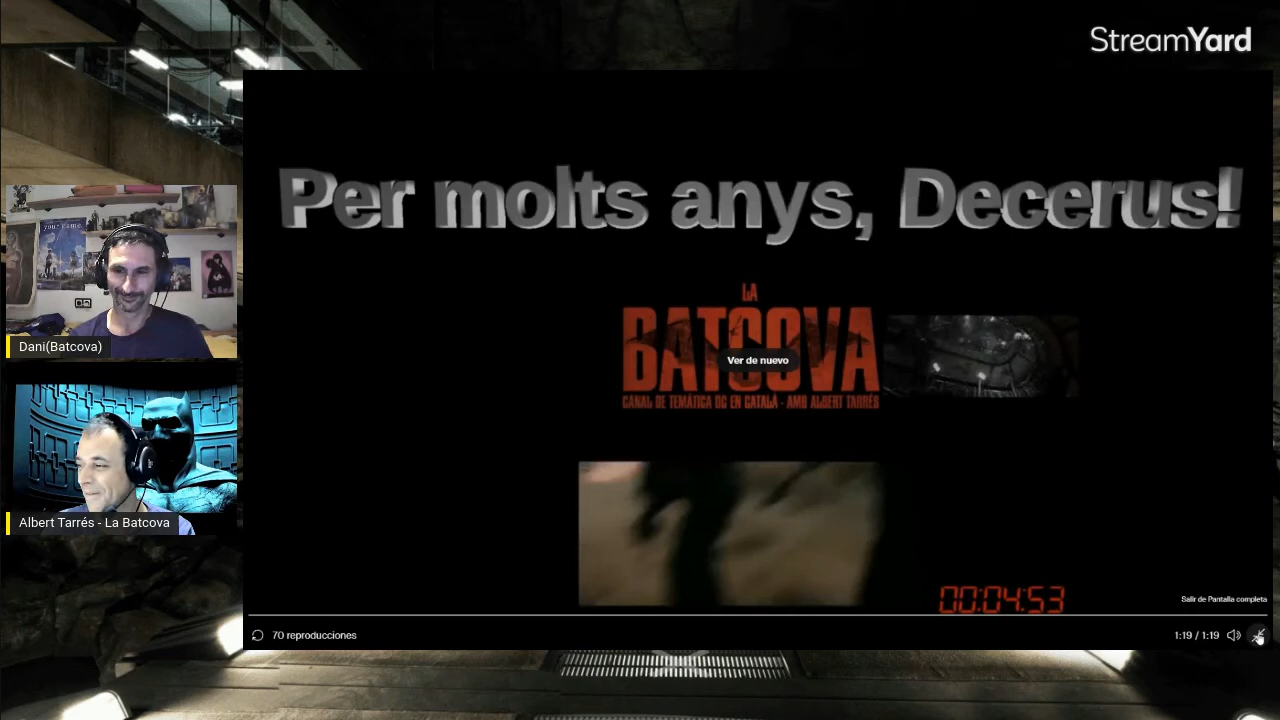 StreamYard
Per molts anys, Decerus!
your name.
LA
BATCOVA
Ver de nuevo
CANAL DE TEMÀTICA DC EN CATALÀ - AMB ALBERT TARRÉS
Dani(Batcova)
Albert Tarrés - La Batcova
00:04:53
Salir de Pantalla completa
70 reproducciones
1:19 / 1:19